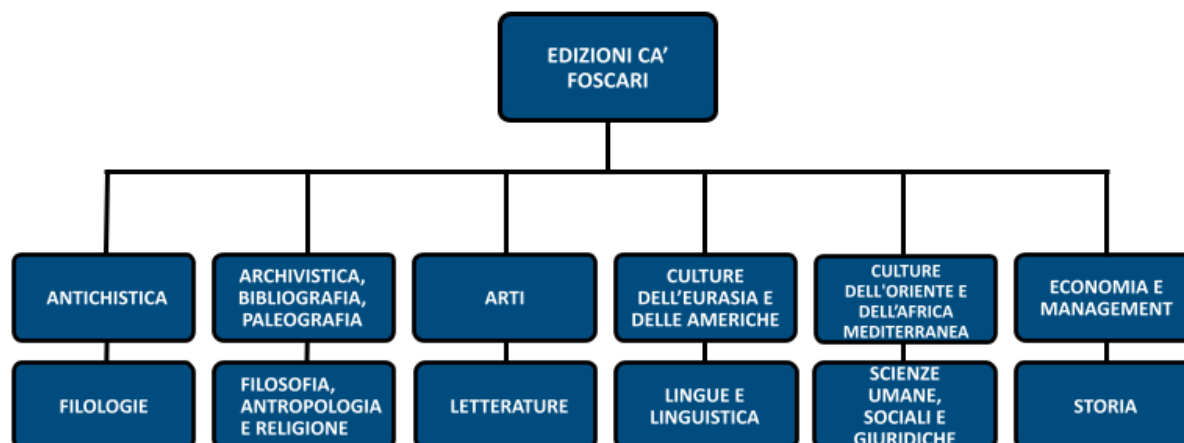 EDIZIONI CA’
FOSCARI
ANTICHISTICA
ARCHIVISTICA,
BIBLIOGRAFIA,
PALEOGRAFIA
ARTI
CULTURE
DELL’EURASIA E
DELLE AMERICHE
CULTURE
DELL'ORIENTE E
DELL’AFRICA
MEDITERRANEA
ECONOMIA E
MANAGEMENT
FILOLOGIE
FILOSOFIA,
ANTROPOLOGIA
E RELIGIONE
LETTERATURE
LINGUE E
LINGUISTICA
SCIENZE
UMANE,
SOCIALI E
GIURIDICHE
STORIA